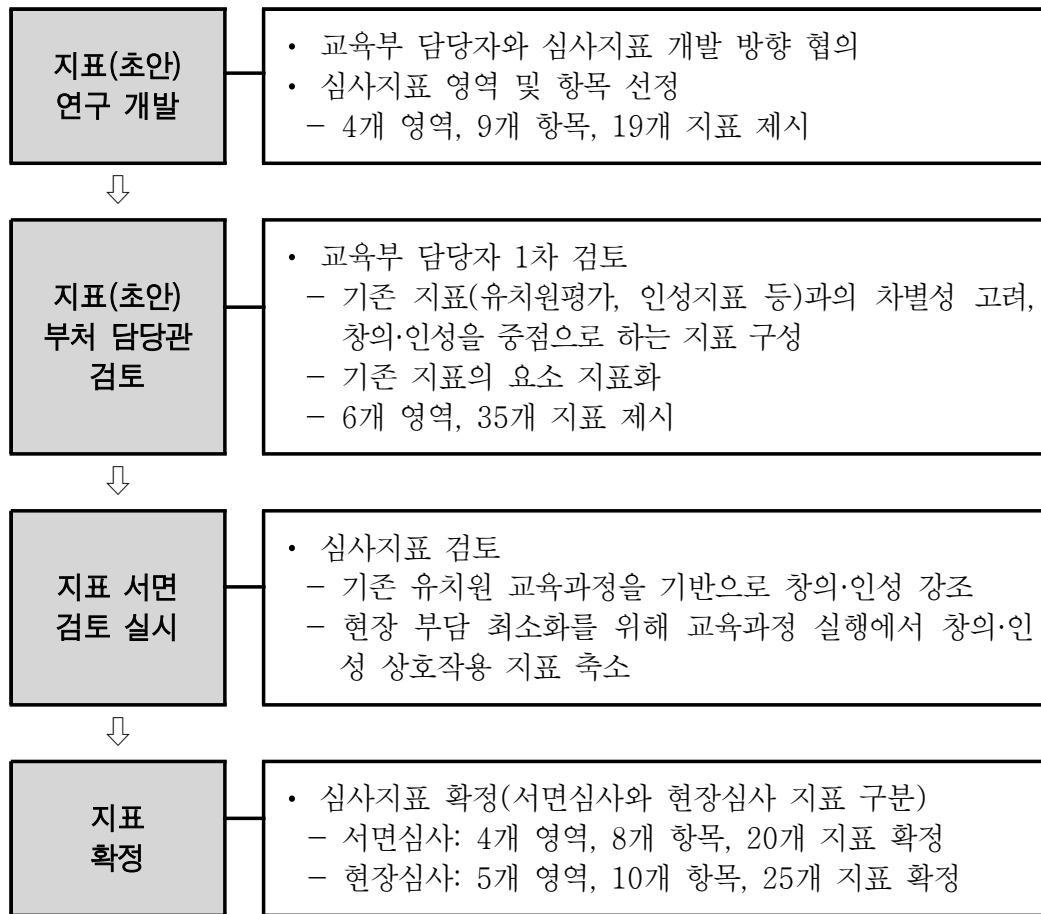 지표(초안)
연구 개발
• 교육부 담당자와 심사지표 개발 방향 협의
• 심사지표 영역 및 항목 선정
- 4개 영역, 9개 항목, 19개 지표 제시
⇩
지표(초안)
부처 담당관
검토
• 교육부 담당자 1차 검토
- 기존 지표(유치원평가, 인성지표 등)과의 차별성 고려,
창의·인성을 중점으로 하는 지표 구성
- 기존 지표의 요소 지표화
- 6개 영역, 35개 지표 제시
⇩
지표 서면
검토 실시
• 심사지표 검토
- 기존 유치원 교육과정을 기반으로 창의·인성 강조
- 현장 부담 최소화를 위해 교육과정 실행에서 창의·인
성 상호작용 지표 축소
⇩
지표
확정
• 심사지표 확정(서면심사와 현장심사 지표 구분)
- 서면심사: 4개 영역, 8개 항목, 20개 지표 확정
- 현장심사: 5개 영역, 10개 항목, 25개 지표 확정